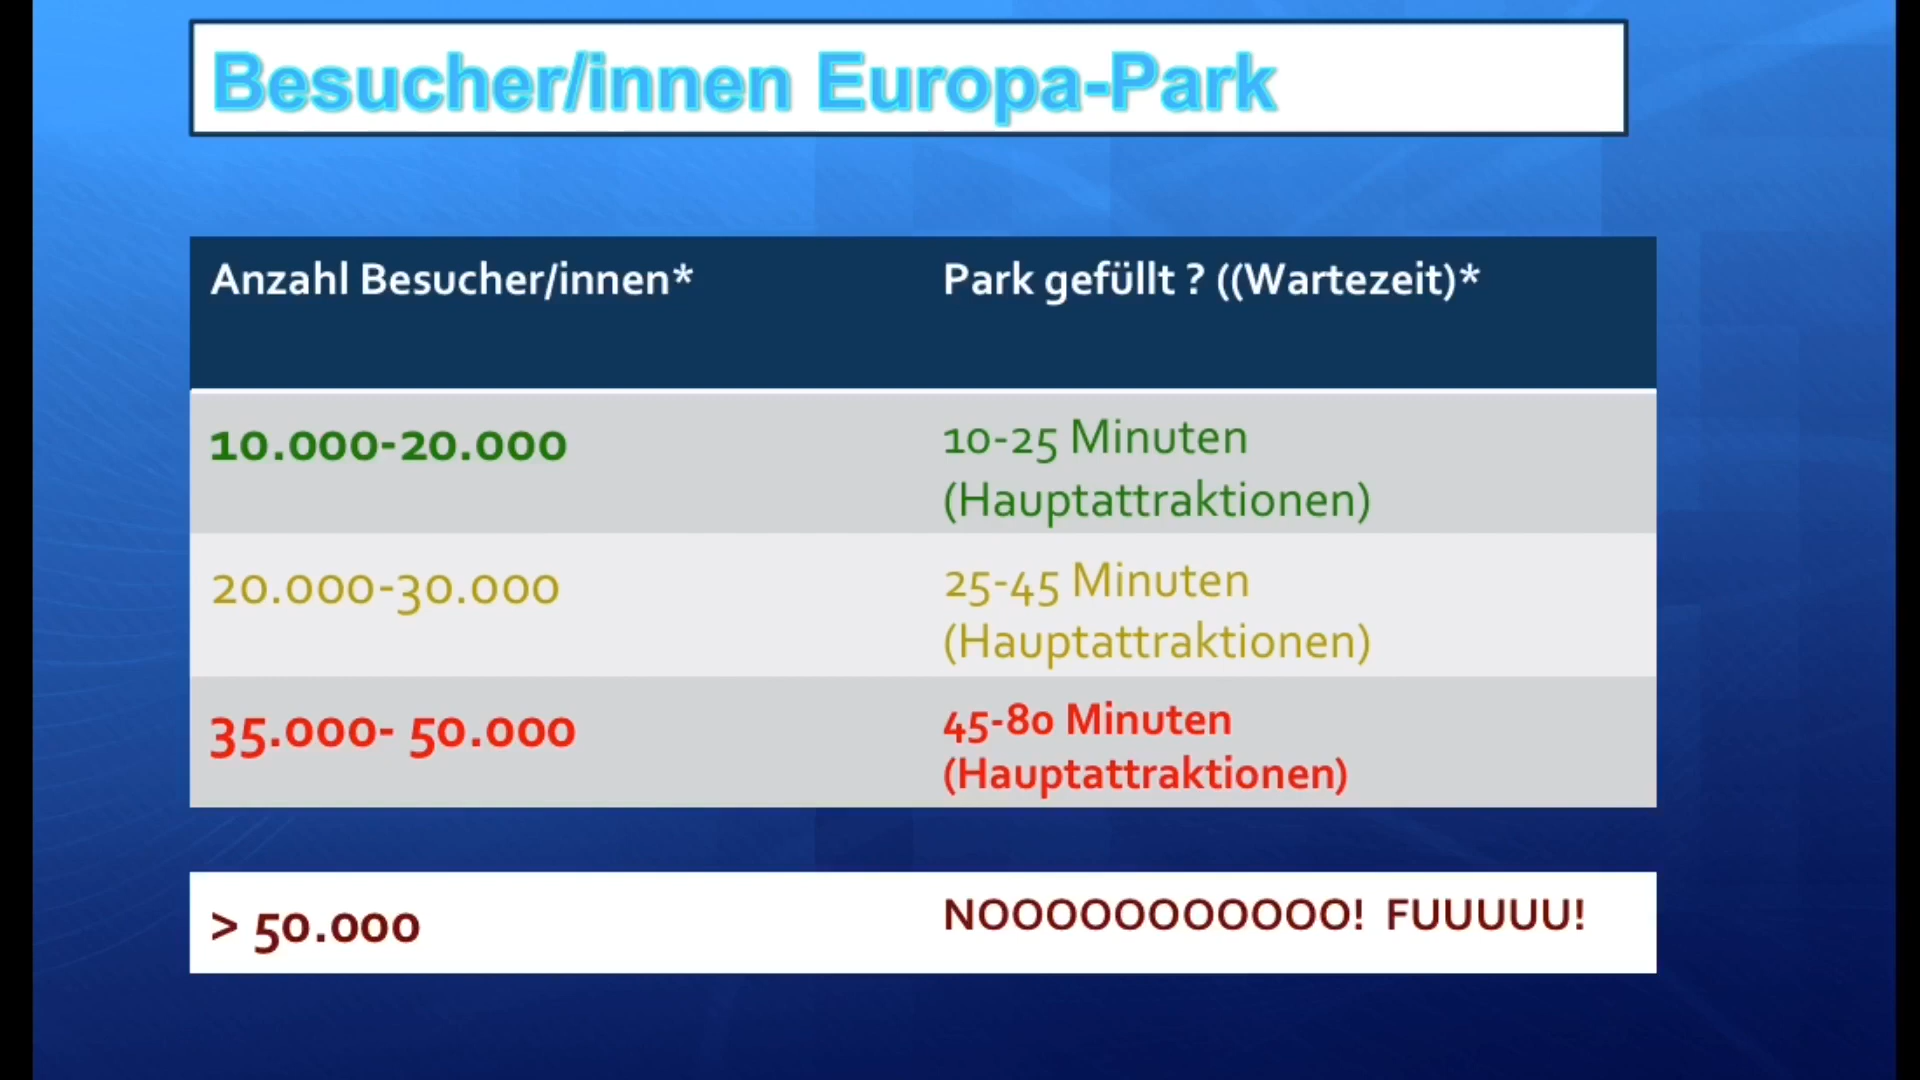 Besucher/innen Europa-Park
Anzahl Besucher/innen*
Park gefüllt ? ((Wartezeit)*
10.000-20.000
10-25 Minuten
(Hauptattraktionen)
20.000-30.000
25-45 Minuten
(Hauptattraktionen)
35.000- 50.000
45-80 Minuten
(Hauptattraktionen)
> 50.000
NOOOOOOOOOOO! FUUUUU!